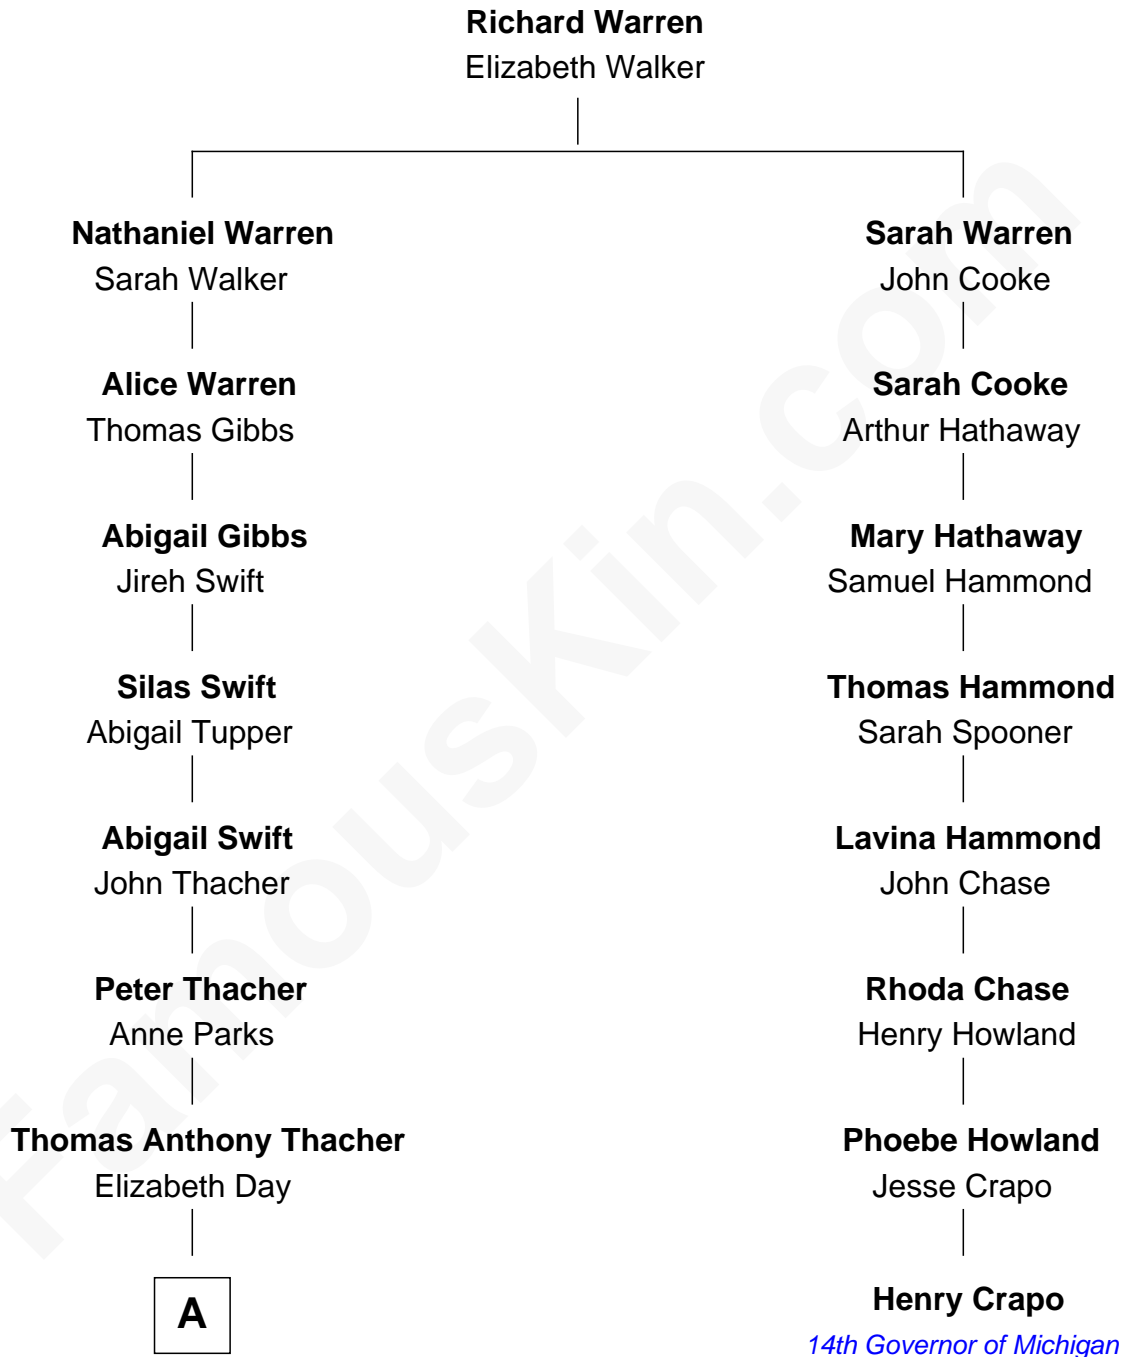 Richard Warren
Elizabeth Walker
Nathaniel Warren
Sarah Walker
Sarah Warren
John Cooke
Alice Warren
Thomas Gibbs
Sarah Cooke
Arthur Hathaway
Abigail Gibbs
Jireh Swift
Mary Hathaway
Samuel Hammond
Silas Swift
Abigail Tupper
Thomas Hammond
Sarah Spooner
Abigail Swift
John Thacher
Lavina Hammond
John Chase
Peter Thacher
Anne Parks
Rhoda Chase
Henry Howland
Thomas Anthony Thacher
Elizabeth Day
Phoebe Howland
Jesse Crapo
A
Henry Crapo
14th Governor of Michigan
FamousKin.com